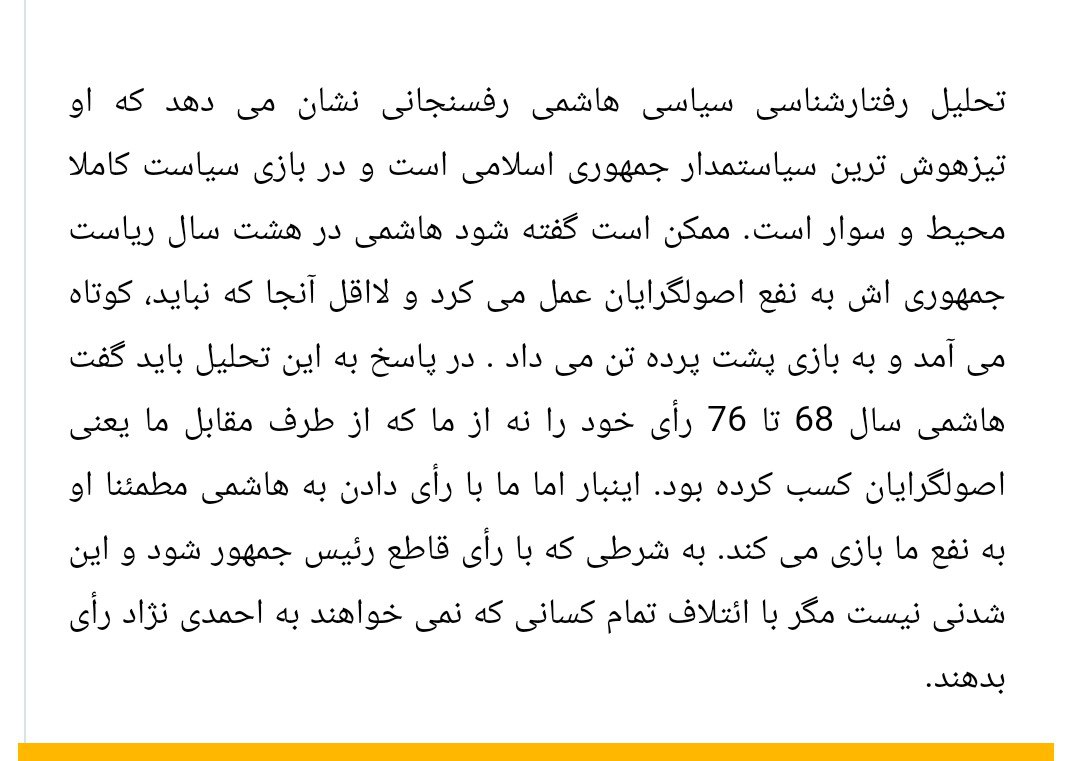 تحلیل رفتارشناسی سیاسی هاشمی رفسنجانی نشان می دهد که او
تیزهوش ترین سیاستمدار جمهوری اسلامی است و در بازی سیاست کاملا
محیط و سوار است. ممکن است گفته شود هاشمی در هشت سال ریاست
جمهوری اش به نفع اصولگرایان عمل می کرد و لااقل آنجا که نباید، کوتاه
می آمد و به بازی پشت پرده تن می داد . در پاسخ به این تحلیل باید گفت
هاشمی سال 68 تا 76 رأی خود را نه از ما که از طرف مقابل ما یعنی
اصولگرایان کسب کرده بود. اینبار اما ما با رأی دادن به هاشمی مطمئنا او
به نفع ما بازی می کند. به شرطی که با رأی قاطع رئیس جمهور شود و این
شدنی نیست مگر با ائتلاف تمام کسانی که نمی خواهند به احمدی نژاد رأی
بدهند.